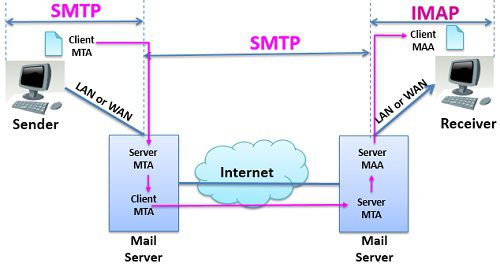 SMTP
IMAP
SMTP
Client
MTA
Client
MAA
LAN or WAN
LAN or WAN
Sender
Receiver
Server
MTA
Client
MTA
Internet
Server
MAA
Server
MTA
Mail
Server
Mail
Server